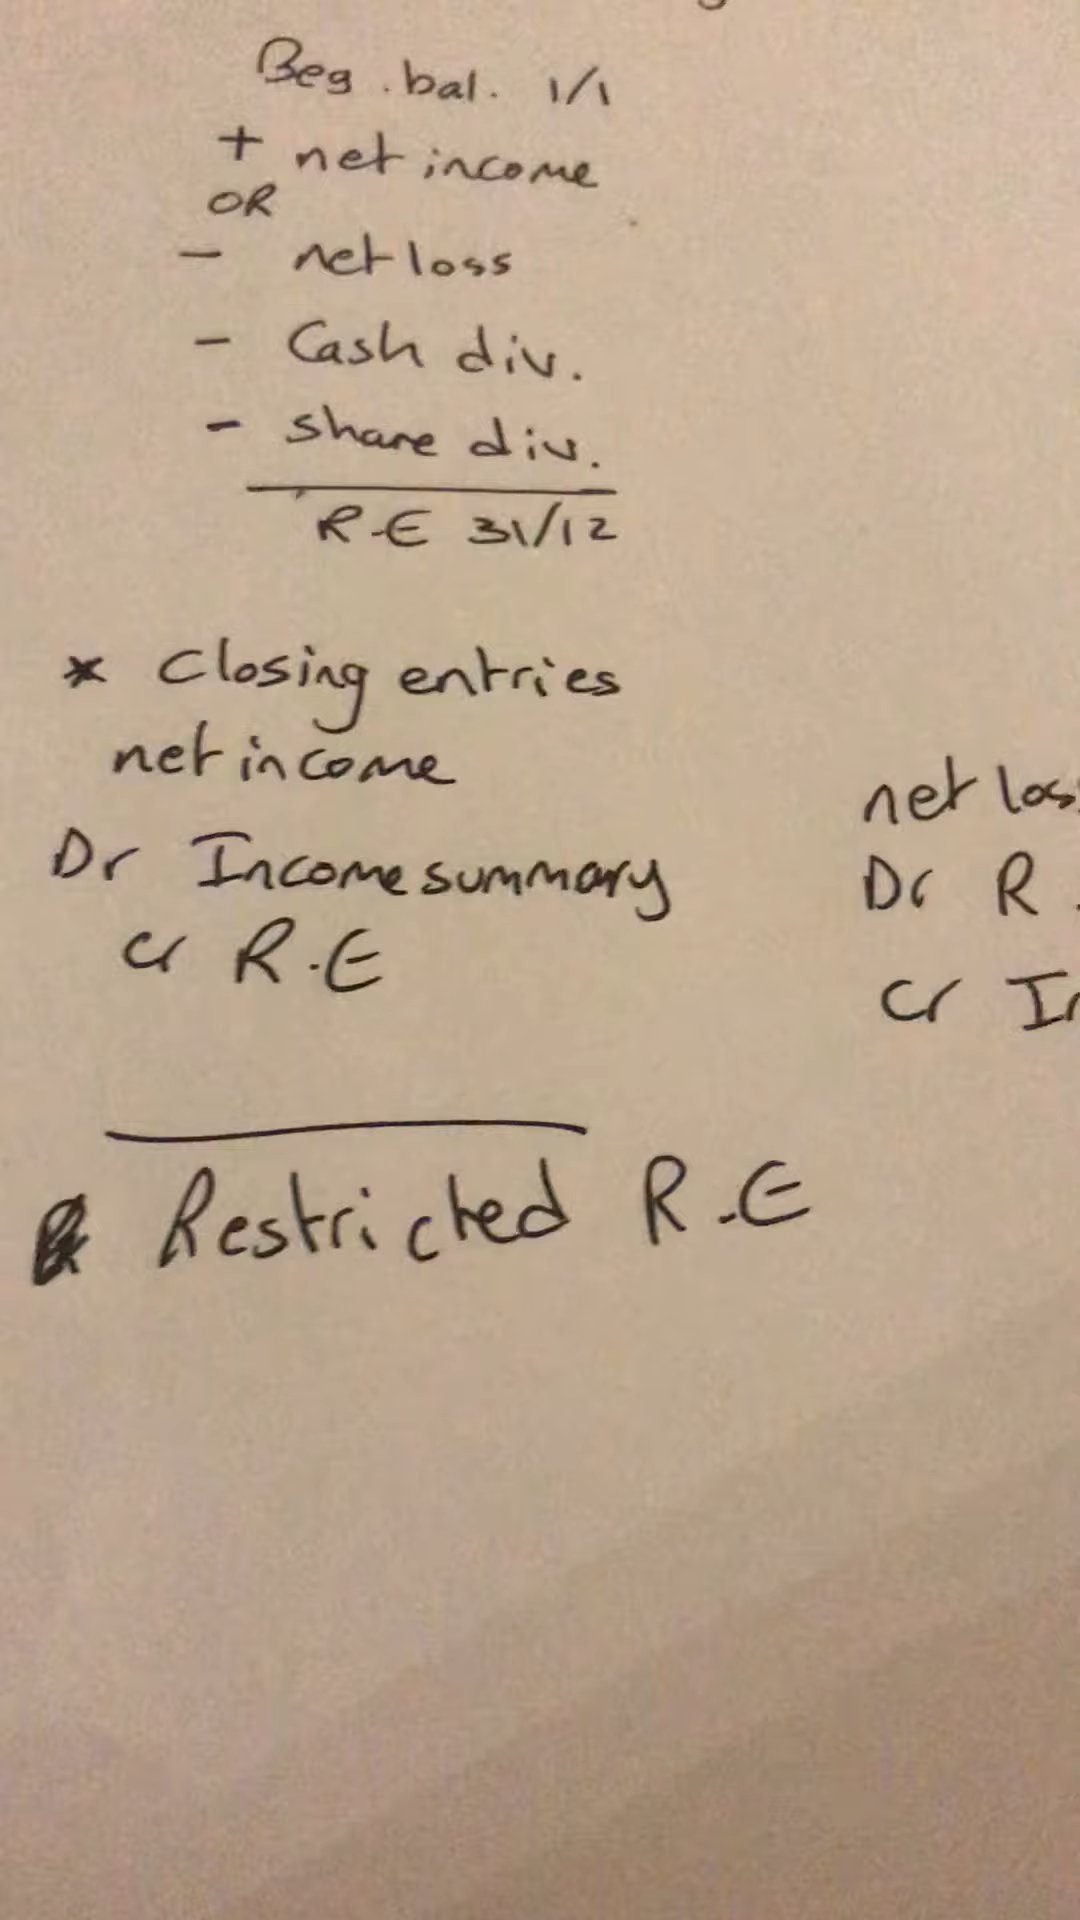 Beg. bal. 1/1
+ net income
OR
- net loss
- Cash div.
- share div.
R.E 31/12
* Closing entries
net income
Dr Income summary
cr R.E
net los
Dr R.
cr In
Restricted R.E